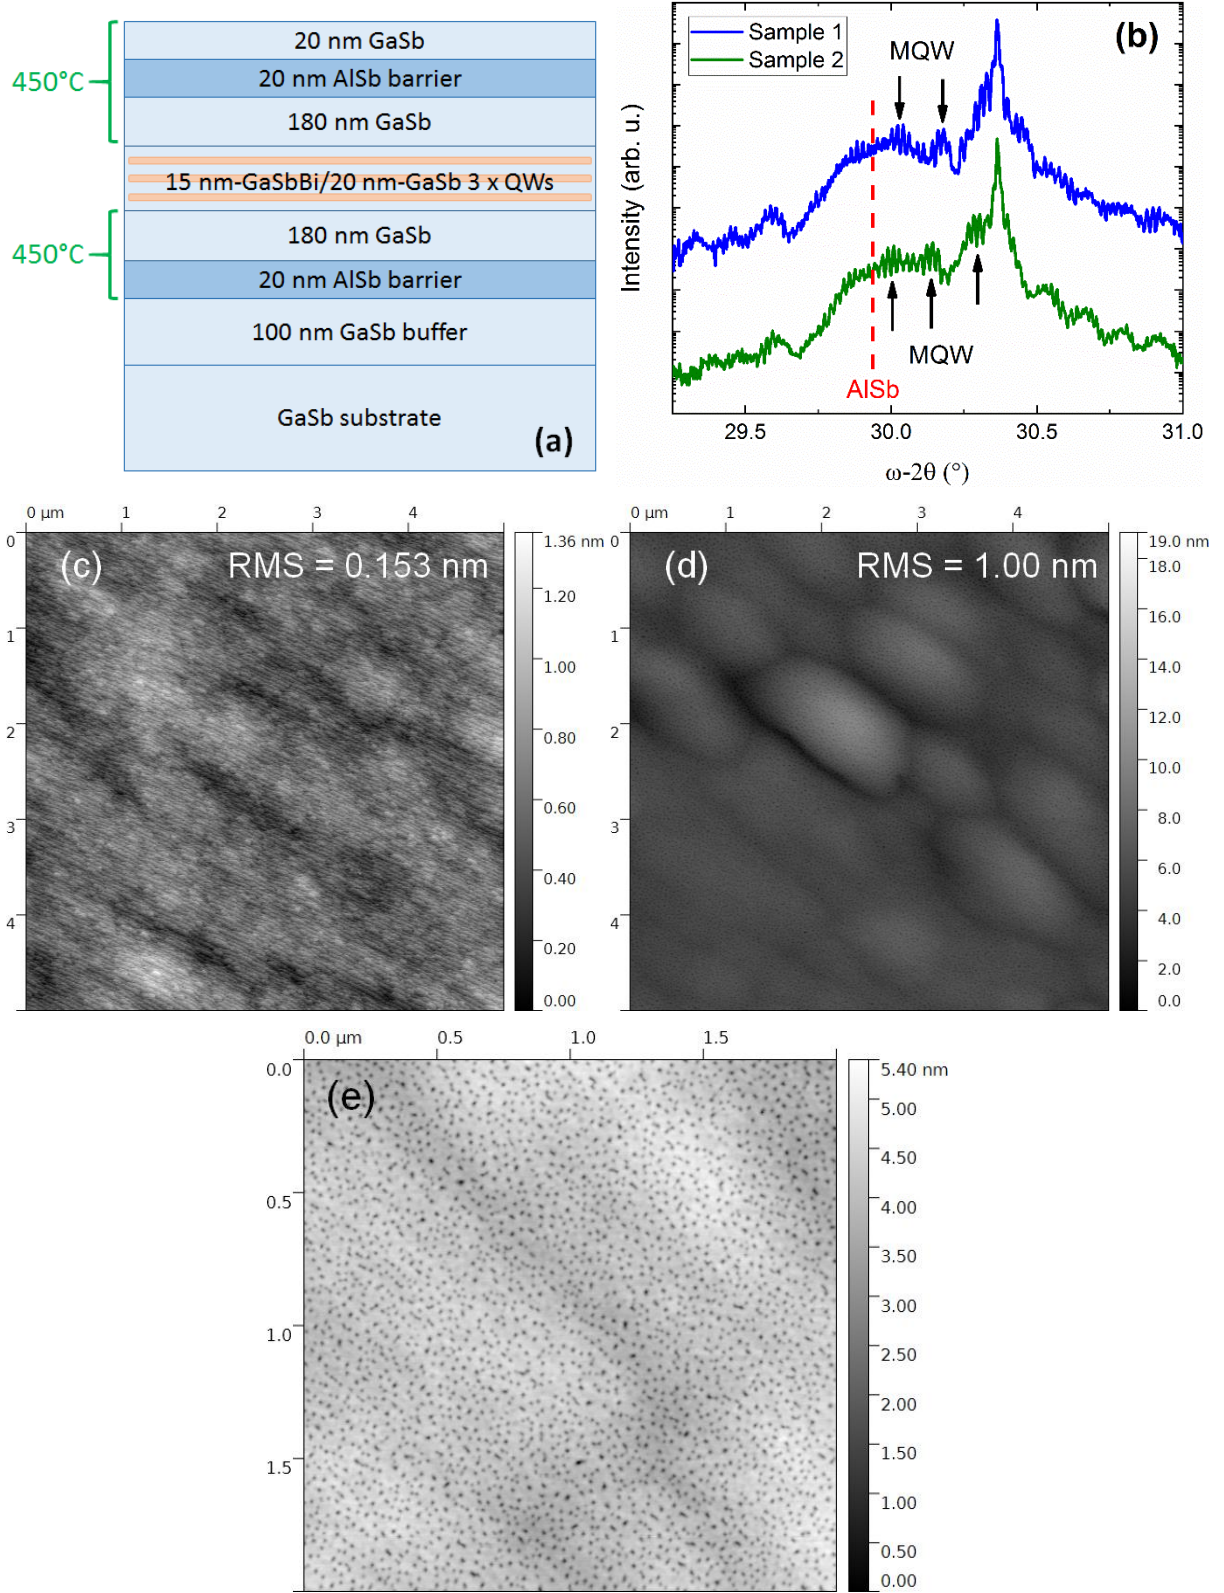 20 nm GaSb
20 nm AlSb barrier
180 nm GaSb
450°C
15 nm-GaSbBi/20 nm-GaSb 3 x QWs
180 nm GaSb
450°C
20 nm AlSb barrier
100 nm GaSb buffer
GaSb substrate
(a)
Sample 1
Sample 2
(b)
MQW
MQW
AlSb
Intensity (arb. u.)
29.5 30.0 30.5 31.0
ω-2θ (°)
0 µm 1 2 3 4
0
1
2
3
4
(c)
RMS = 0.153 nm
1.36 nm
1.20
1.00
0.80
0.60
0.40
0.20
0.00
0 µm 1 2 3 4
0
1
2
3
4
(d)
RMS = 1.00 nm
19.0 nm
18.0
16.0
14.0
12.0
10.0
8.0
6.0
4.0
2.0
0.0
0.0 µm 0.5 1.0 1.5
0.0
0.5
1.0
1.5
(e)
5.40 nm
5.00
4.50
4.00
3.50
3.00
2.50
2.00
1.50
1.00
0.50
0.00